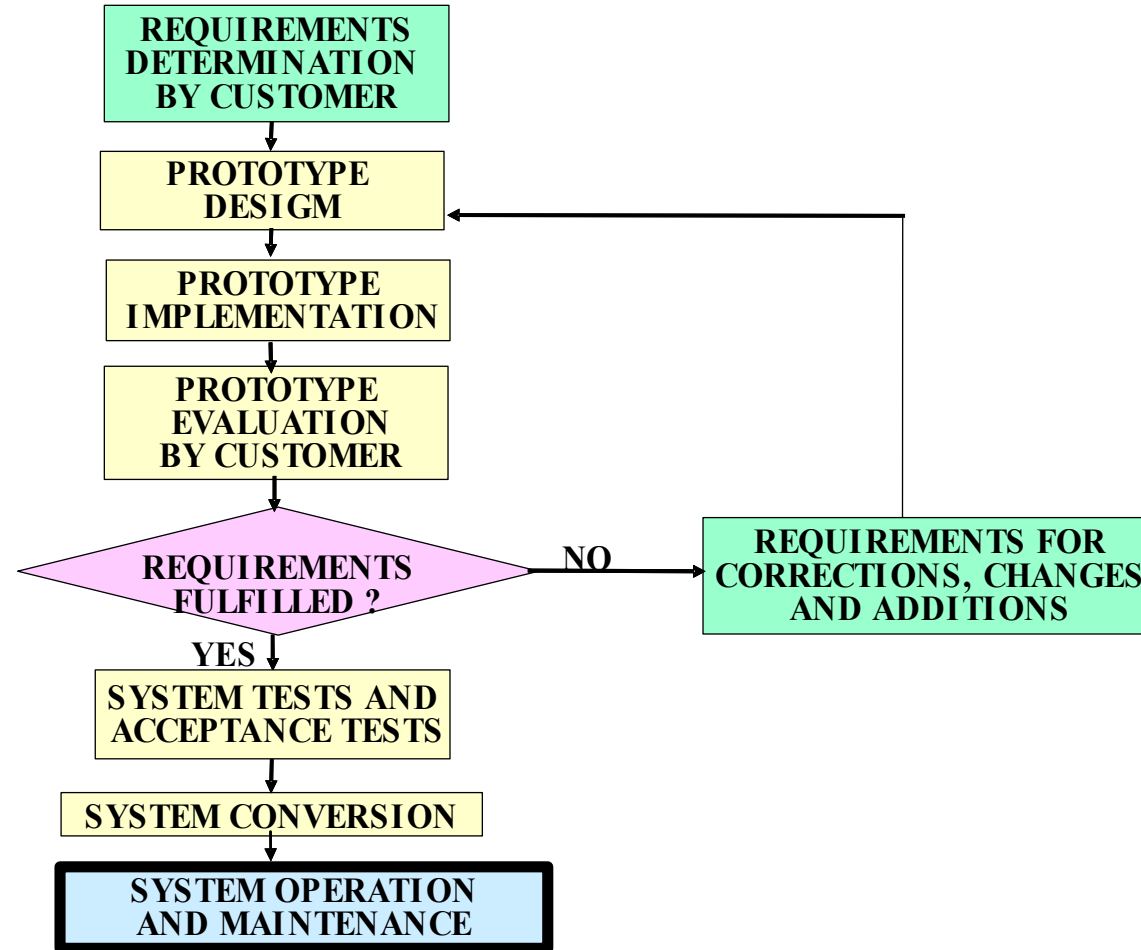 REQUIREMENTS
DETERMINATION
BY CUSTOMER
PROTOTYPE
DESIGM
PROTOTYPE
IMPLEMENTATION
PROTOTYPE
EVALUATION
BY CUSTOMER
REQUIREMENTS
FULFILLED ?
NO
REQUIREMENTS FOR
CORRECTIONS, CHANGES
AND ADDITIONS
YES
SYSTEM TESTS AND
ACCEPTANCE TESTS
SYSTEM CONVERSION
SYSTEM OPERATION
AND MAINTENANCE